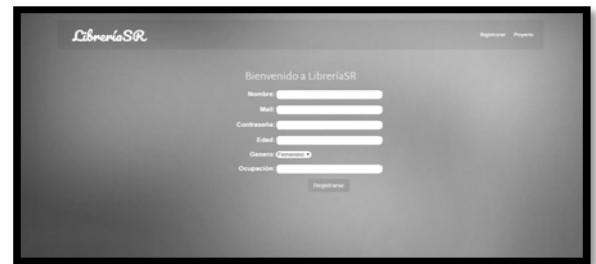 LibreríaSR
Registrarse Proyecto
Bienvenido a LibreríaSR
Nombre:
Mail:
Contraseña:
Edad:
Genero: Femenino
Ocupación:
Registrarse